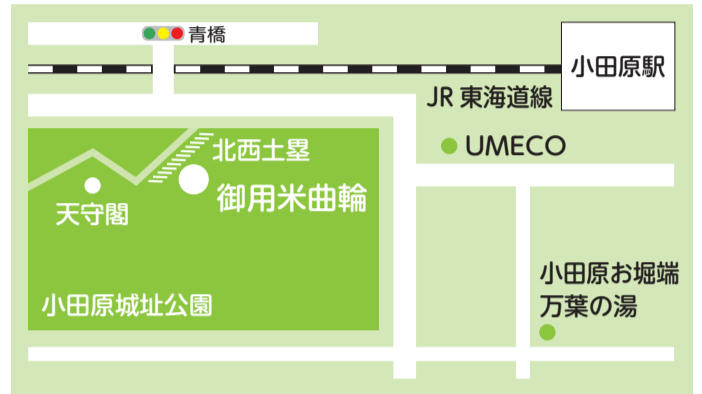 青橋
小田原駅
JR 東海道線
UMECO
北西土塁
御用米曲輪
天守閣
小田原お堀端
万葉の湯
小田原城址公園